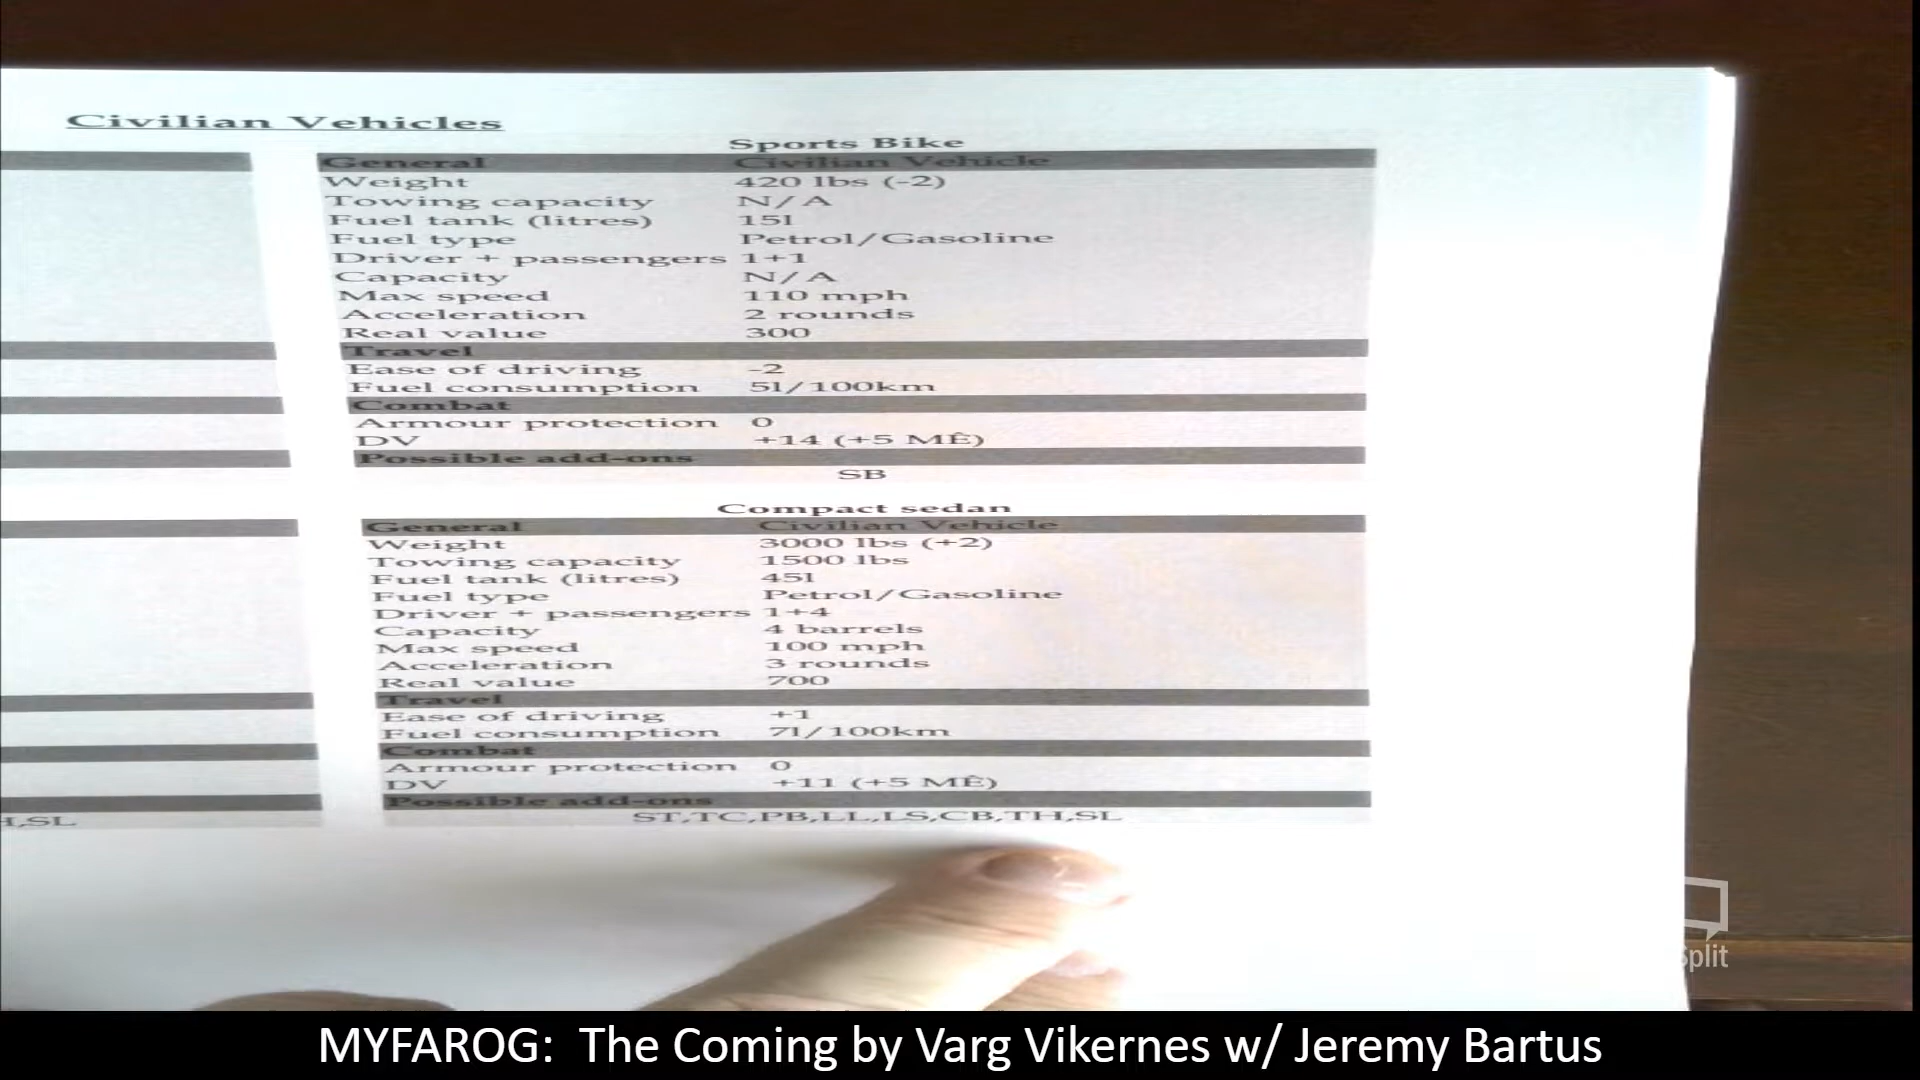 Civilian Vehicles
Sports Bike
General Civilian Vehicle
Weight 420 lbs (-2)
Towing capacity N/A
Fuel tank (litres) 15l
Fuel type Petrol/Gasoline
Driver + passengers 1+1
Capacity N/A
Max speed 110 mph
Acceleration 2 rounds
Real value 300
Travel
Ease of driving -2
Fuel consumption 5l/100km
Combat
Armour protection 0
DV +14 (+5 MÊ)
Possible add-ons
SB
Compact sedan
General Civilian Vehicle
Weight 3000 lbs (+2)
Towing capacity 1500 lbs
Fuel tank (litres) 45l
Fuel type Petrol/Gasoline
Driver + passengers 1+4
Capacity 4 barrels
Max speed 100 mph
Acceleration 3 rounds
Real value 700
Travel
Ease of driving +1
Fuel consumption 7l/100km
Combat
Armour protection 0
DV +11 (+5 MÊ)
Possible add-ons
,SL ST,TC,PB,LL,LS,CB,TH,SL
Split
MYFAROG: The Coming by Varg Vikernes w/ Jeremy Bartus